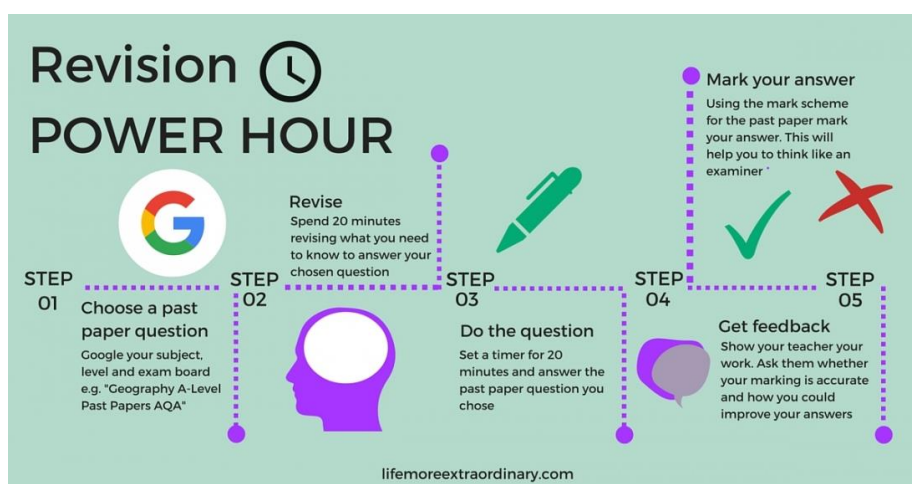 Revision
POWER HOUR
STEP
01
Choose a past
paper question
Google your subject,
level and exam board
e.g. "Geography A-Level
Past Papers AQA"
STEP
02
Revise
Spend 20 minutes
revising what you need
to know to answer your
chosen question
STEP
03
Do the question
Set a timer for 20
minutes and answer the
past paper question you
chose
STEP
04
Mark your answer
Using the mark scheme
for the past paper mark
your answer. This will
help you to think like an
examiner
STEP
05
Get feedback
Show your teacher your
work. Ask them whether
your marking is accurate
and how you could
improve your answers
lifemoreextraordinary.com